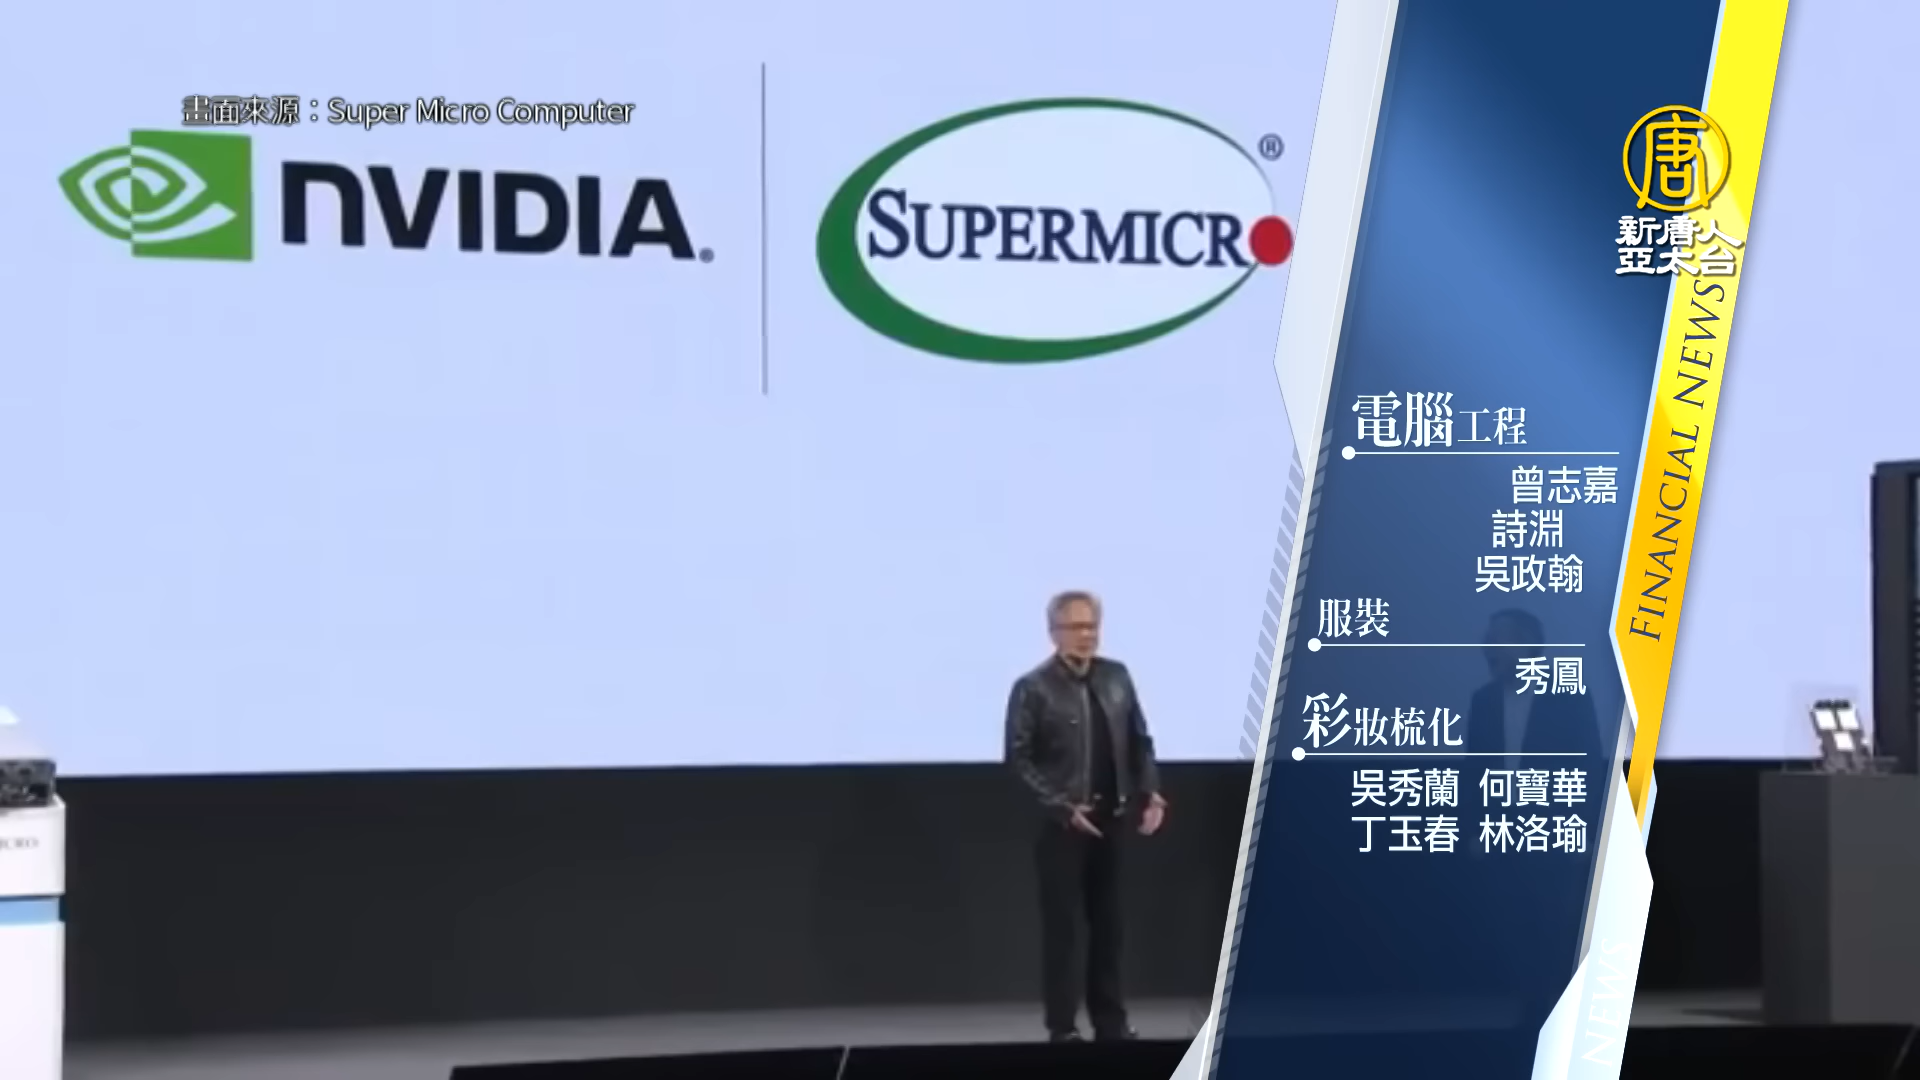 畫面來源：Super Micro Computer
NVIDIA
SUPERMICRO
®
唐
新唐人
亞太台
FINANCIAL NEWS
電腦工程
曾志嘉
詩淵
吳政翰
服裝
秀鳳
彩妝梳化
吳秀蘭 何寶華
丁玉春 林洛瑜
NEWS